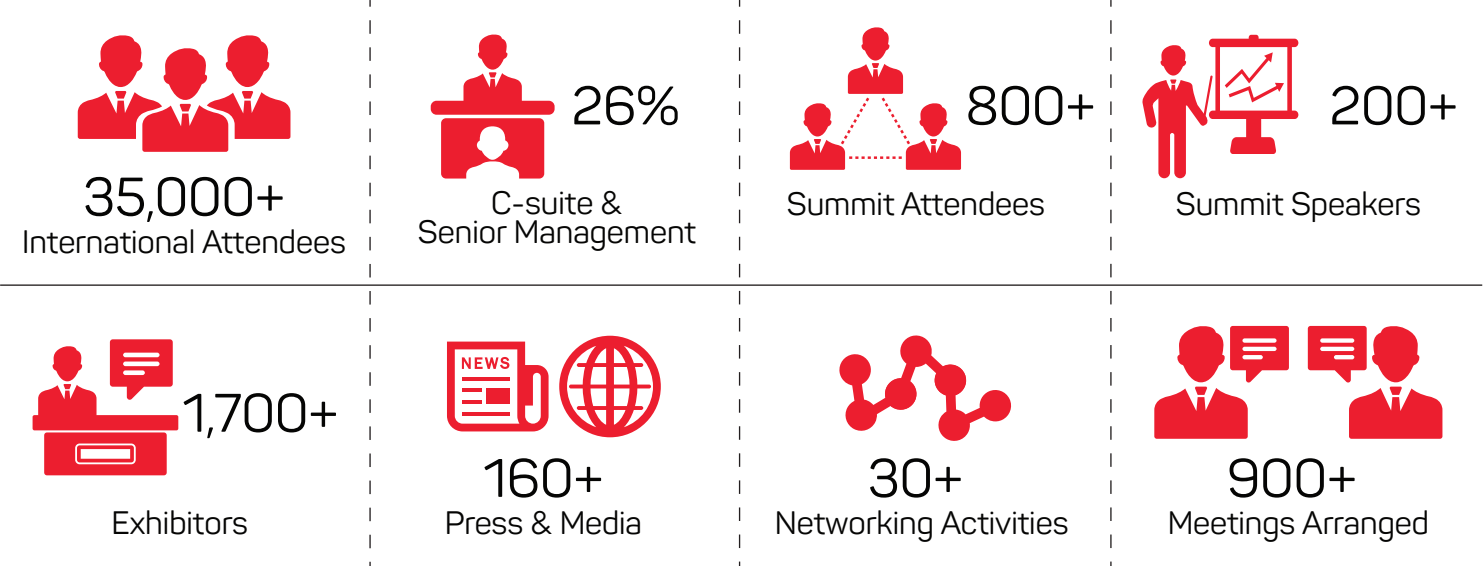 35,000+
International Attendees
26%
C-suite &
Senior Management
800+
Summit Attendees
200+
Summit Speakers
1,700+
Exhibitors
NEWS
160+
Press & Media
30+
Networking Activities
900+
Meetings Arranged